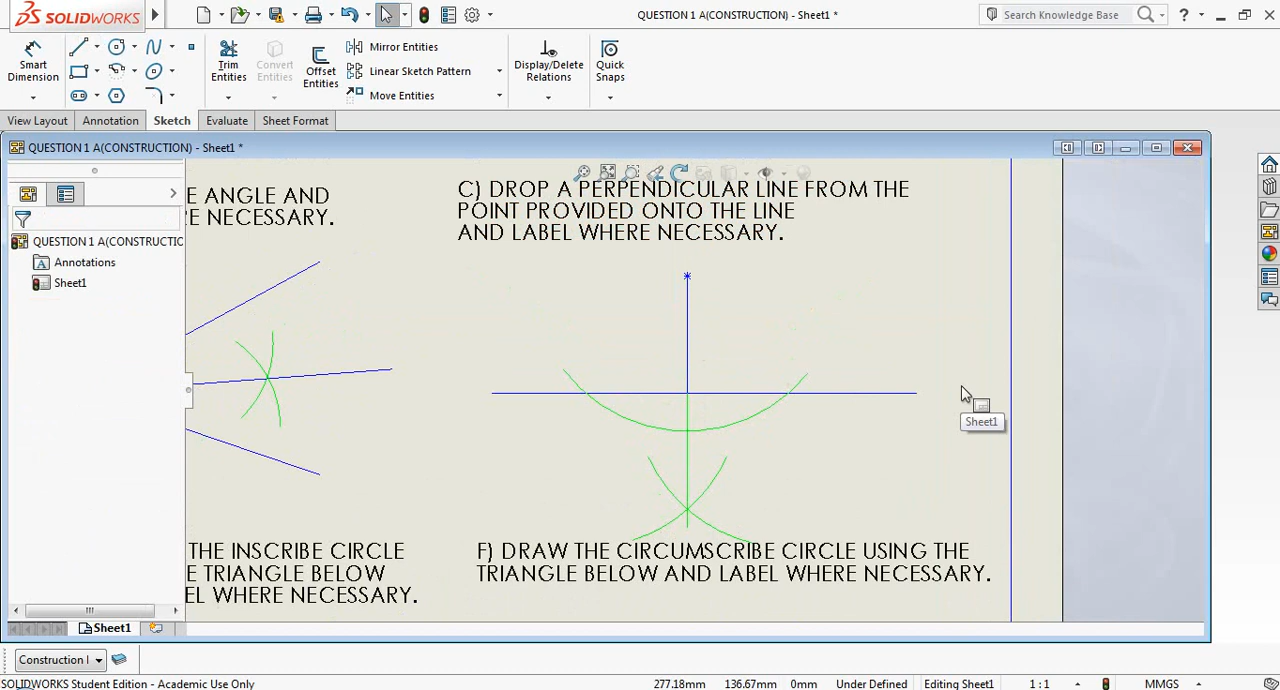 SOLIDWORKS
QUESTION 1 A(CONSTRUCTION) - Sheet1 *
Search Knowledge Base
?
Smart
Dimension
Trim
Entities
Convert
Entities
Offset
Entities
Mirror Entities
Linear Sketch Pattern
Move Entities
Display/Delete
Relations
Quick
Snaps
View Layout
Annotation
Sketch
Evaluate
Sheet Format
QUESTION 1 A(CONSTRUCTION) - Sheet1 *
QUESTION 1 A(CONSTRUCTIC
Annotations
Sheet1
E ANGLE AND
RE NECESSARY.
C) DROP A PERPENDICULAR LINE FROM THE
POINT PROVIDED ONTO THE LINE
AND LABEL WHERE NECESSARY.
Sheet1
THE INSCRIBE CIRCLE
E TRIANGLE BELOW
EL WHERE NECESSARY.
F) DRAW THE CIRCUMSCRIBE CIRCLE USING THE
TRIANGLE BELOW AND LABEL WHERE NECESSARY.
Sheet1
Construction l
SOLIDWORKS Student Edition - Academic Use Only
277.18mm
136.67mm
0mm
Under Defined
Editing Sheet1
1 : 1
MMGS